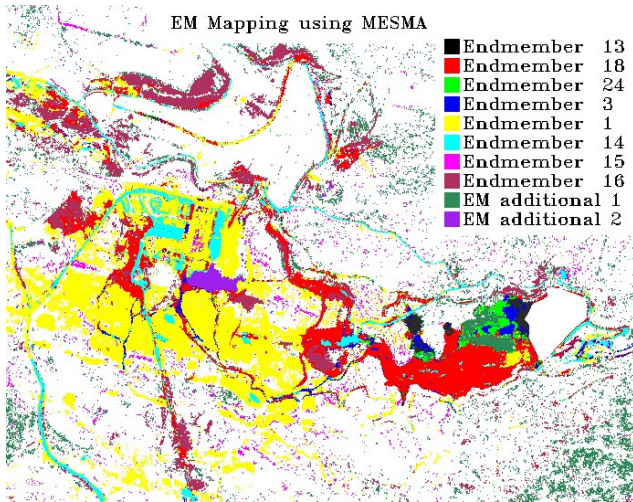 EM Mapping using MESMA
Endmember 13
Endmember 18
Endmember 24
Endmember 3
Endmember 1
Endmember 14
Endmember 15
Endmember 16
EM additional 1
EM additional 2